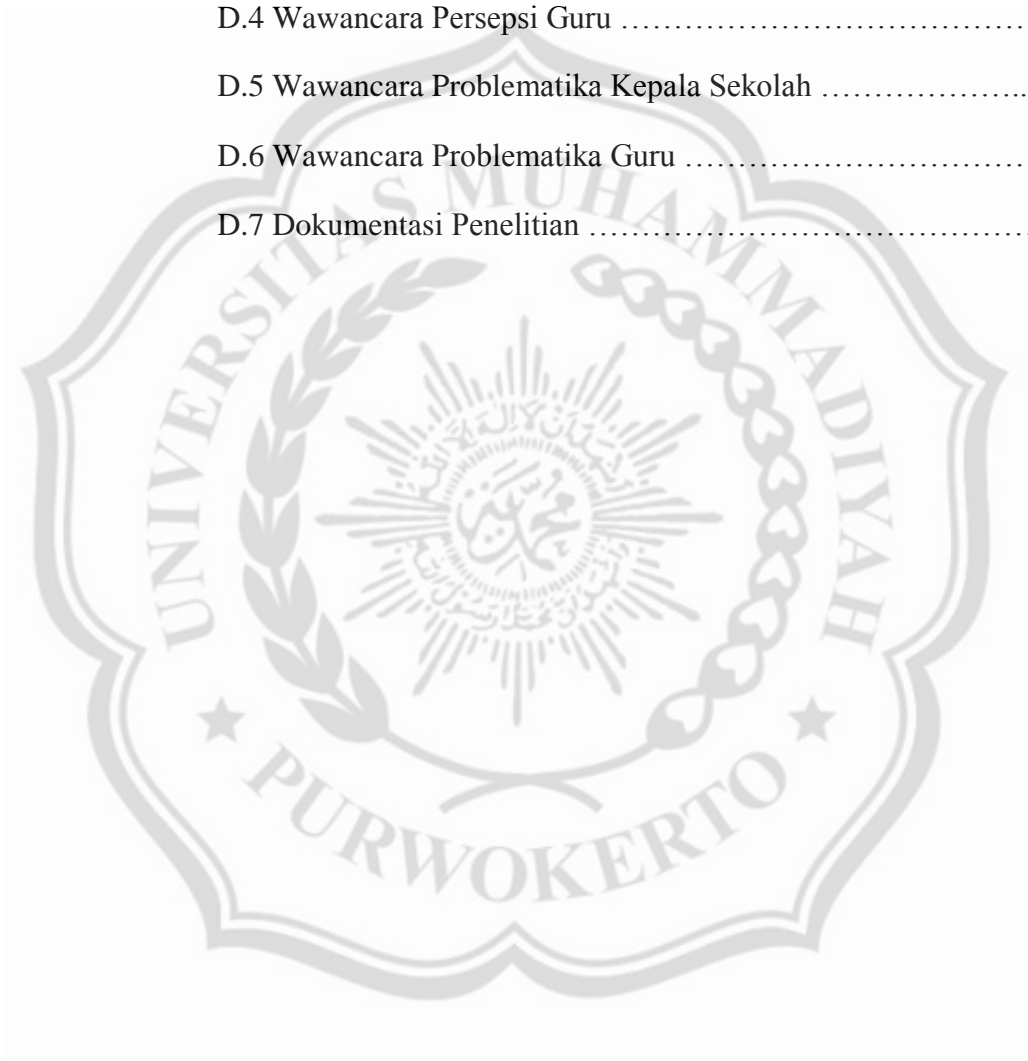 D.4 Wawancara Persepsi Guru ……………………………….
D.5 Wawancara Problematika Kepala Sekolah ………………..
D.6 Wawancara Problematika Guru ………………………….
D.7 Dokumentasi Penelitian ………………………………….
UNIVERSITAS MUHAMMADIYAH
PURWOKERTO